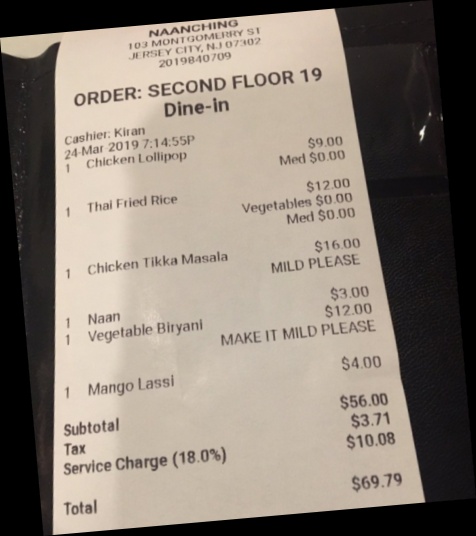 NAANCHING
103 MONTGOMERRY ST
JERSEY CITY, NJ 07302
2019840709
ORDER: SECOND FLOOR 19
Dine-in
Cashier: Kiran
24-Mar 2019 7:14:55P
1 Chicken Lollipop $9.00
Med $0.00
1 Thai Fried Rice $12.00
Vegetables $0.00
Med $0.00
1 Chicken Tikka Masala $16.00
MILD PLEASE
1 Naan $3.00
1 Vegetable Biryani $12.00
MAKE IT MILD PLEASE
1 Mango Lassi $4.00
Subtotal $56.00
Tax $3.71
Service Charge (18.0%) $10.08
Total $69.79